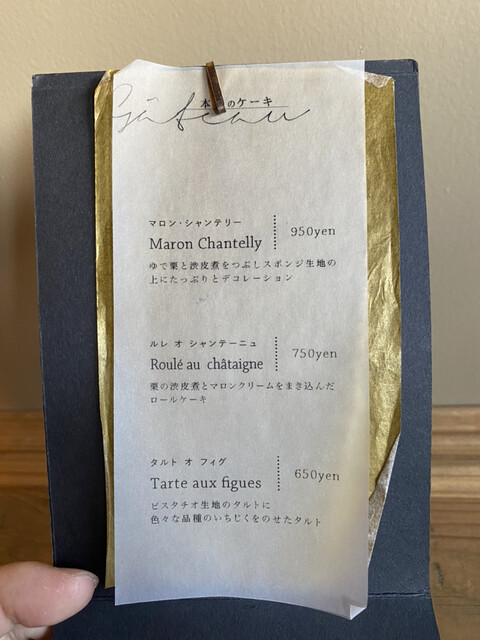 本のケーキ
Gâteau
マロン・シャンテリー
Maron Chantelly
950yen
ゆで栗と渋皮煮をつぶしスポンジ生地の
上にたっぷりとデコレーション
ルレ オ シャンテーニュ
Roulé au châtaigne
750yen
栗の渋皮煮とマロンクリームをまき込んだ
ロールケーキ
タルト オ フィグ
Tarte aux figues
650yen
ピスタチオ生地のタルトに
色々な品種のいちじくをのせたタルト